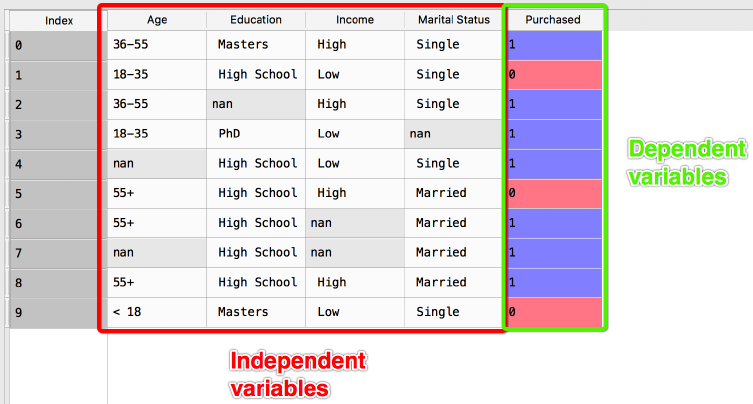 Index Age Education Income Marital Status Purchased
0 36-55 Masters High Single 1
1 18-35 High School Low Single 0
2 36-55 nan High Single 1
3 18-35 PhD Low nan 1
4 nan High School Low Single 1
5 55+ High School High Married 0
6 55+ High School nan Married 1
7 nan High School nan Married 1
8 55+ High School High Married 1
9 < 18 Masters Low Single 0
Dependent
variables
Independent
variables